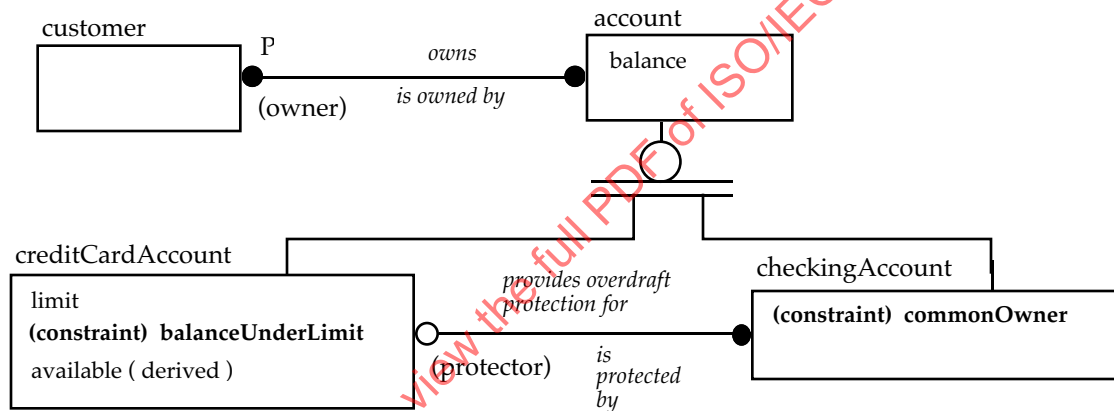 customer
account
P
owns
is owned by
(owner)
balance
view the full PDF of ISO/IEC
creditCardAccount
limit
(constraint) balanceUnderLimit
available ( derived )
provides overdraft
protection for
(protector)
is
protected
by
checkingAccount
(constraint) commonOwner